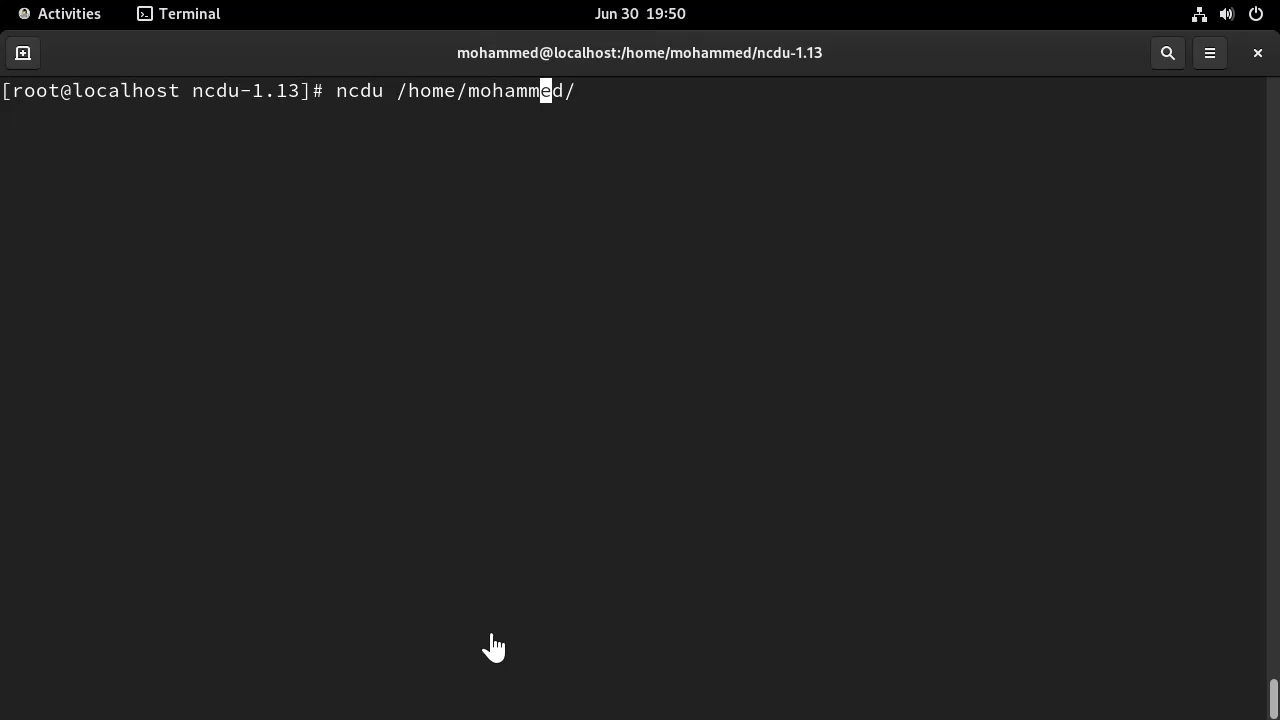 Activities Terminal Jun 30 19:50
mohammed@localhost:/home/mohammed/ncdu-1.13
[root@localhost ncdu-1.13]# ncdu /home/mohammed/